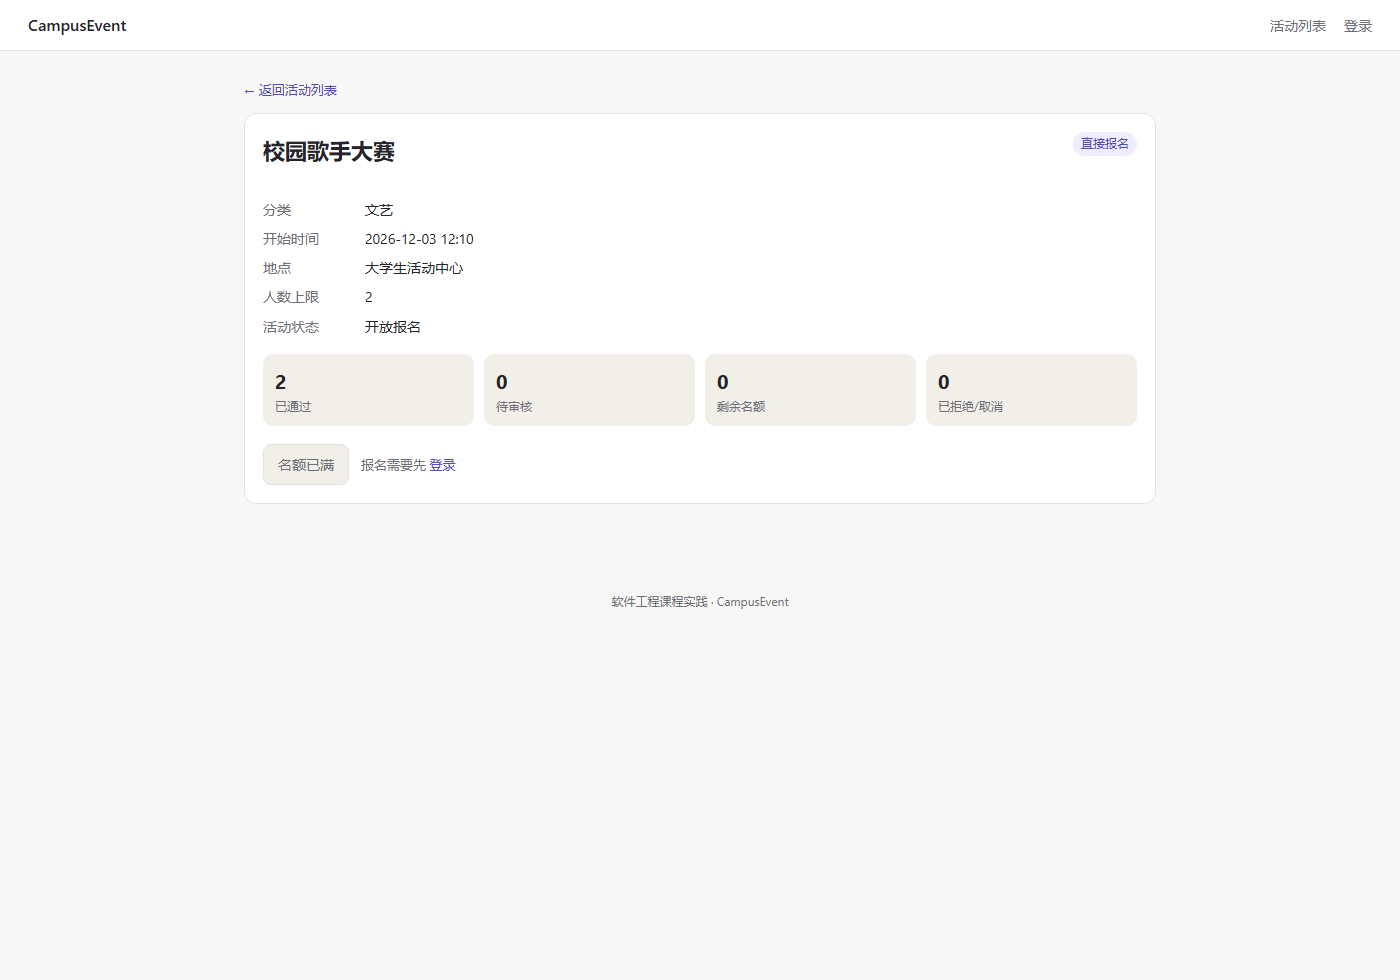 CampusEvent
活动列表 登录
← 返回活动列表
校园歌手大赛
直接报名
分类 文艺
开始时间 2026-12-03 12:10
地点 大学生活动中心
人数上限 2
活动状态 开放报名
2
已通过
0
待审核
0
剩余名额
0
已拒绝/取消
名额已满 报名需要先 登录
软件工程课程实践 · CampusEvent